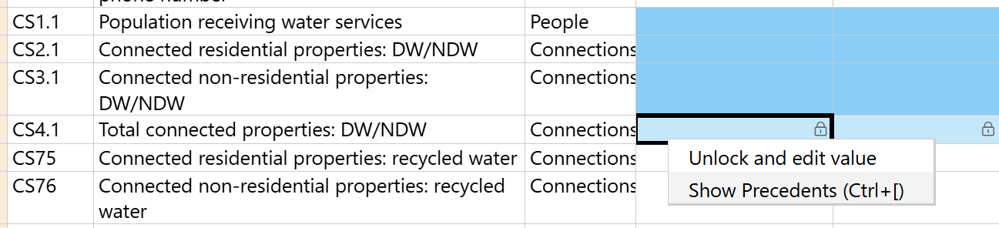 phone number
CS1.1 Population receiving water services People
CS2.1 Connected residential properties: DW/NDW Connections
CS3.1 Connected non-residential properties: Connections
DW/NDW
CS4.1 Total connected properties: DW/NDW Connections
CS75 Connected residential properties: recycled water Connections
Unlock and edit value
CS76 Connected non-residential properties: recycled Connections
water
Show Precedents (Ctrl+[)